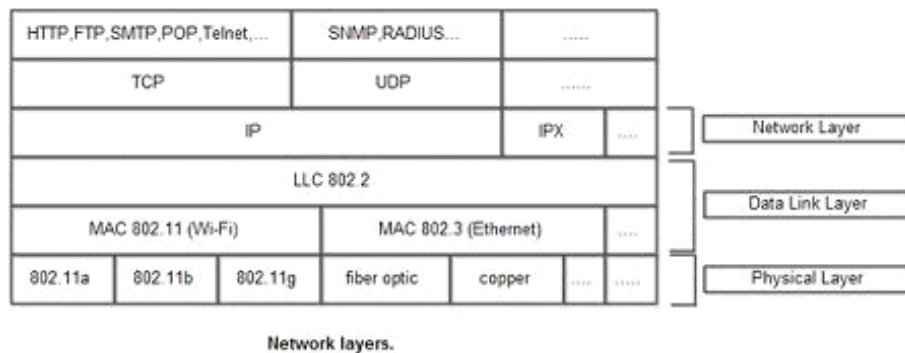 HTTP,FTP,SMTP,POP,Telnet,... SNMP,RADIUS... .....
TCP UDP ......
IP IPX .... Network Layer
LLC 802.2
Data Link Layer
MAC 802.11 (Wi-Fi) MAC 802.3 (Ethernet) ....
802.11a 802.11b 802.11g fiber optic copper .... ..... Physical Layer
Network layers.